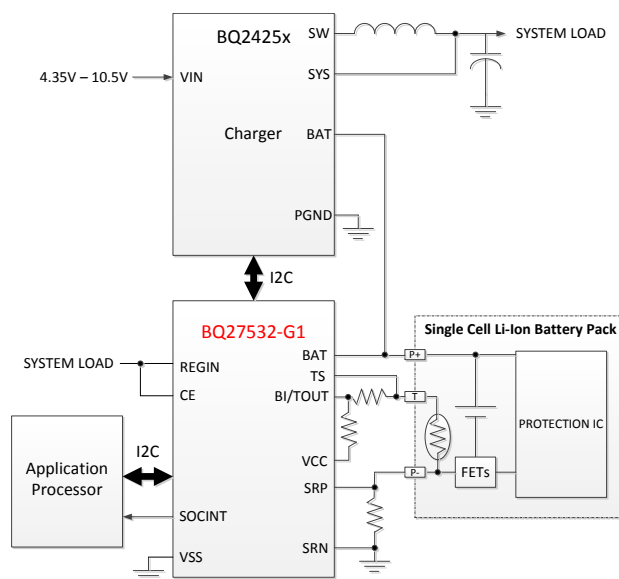 BQ2425x
SW
SYSTEM LOAD
SYS
4.35V – 10.5V
VIN
BAT
Charger
PGND
I2C
BQ27532-G1
Single Cell Li-Ion Battery Pack
BAT
P+
SYSTEM LOAD
REGIN
TS
CE
BI/TOUT
T
PROTECTION IC
I2C
VCC
Application
Processor
SRP
P-
FETs
SOCINT
VSS
SRN